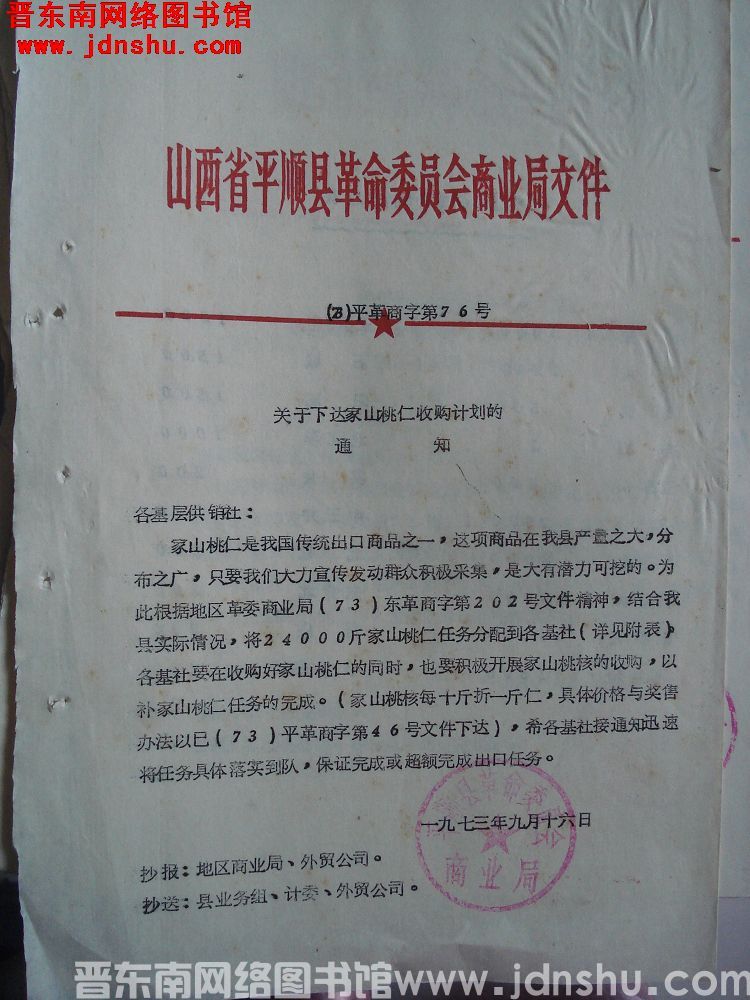 晋东南网络图书馆
www.jdnshu.com
山西省平顺县革命委员会商业局文件
(73)平革商字第76号
关于下达家山桃仁收购计划的
通知
各基层供销社：
家山桃仁是我国传统出口商品之一，这项商品在我县产量之大，分
布之广，只要我们大力宣传发动群众积极采集，是大有潜力可挖的。为
此根据地区革委商业局(73)东革商字第202号文件精神，结合我
县实际情况，将24000斤家山桃仁任务分配到各基社(详见附表)
各基社要在收购好家山桃仁的同时，也要积极开展家山桃核的收购，以
补家山桃仁任务的完成。(家山桃核每十斤折一斤仁，具体价格与奖售
办法以已(73)平革商字第46号文件下达)，希各基社接通知迅速
将任务具体落实到队，保证完成或超额完成出口任务。
一九七三年九月十六日
平顺县革命委员会
商业局
抄报：地区商业局、外贸公司。
抄送：县业务组、计委、外贸公司。
晋东南网络图书馆www.jdnshu.com